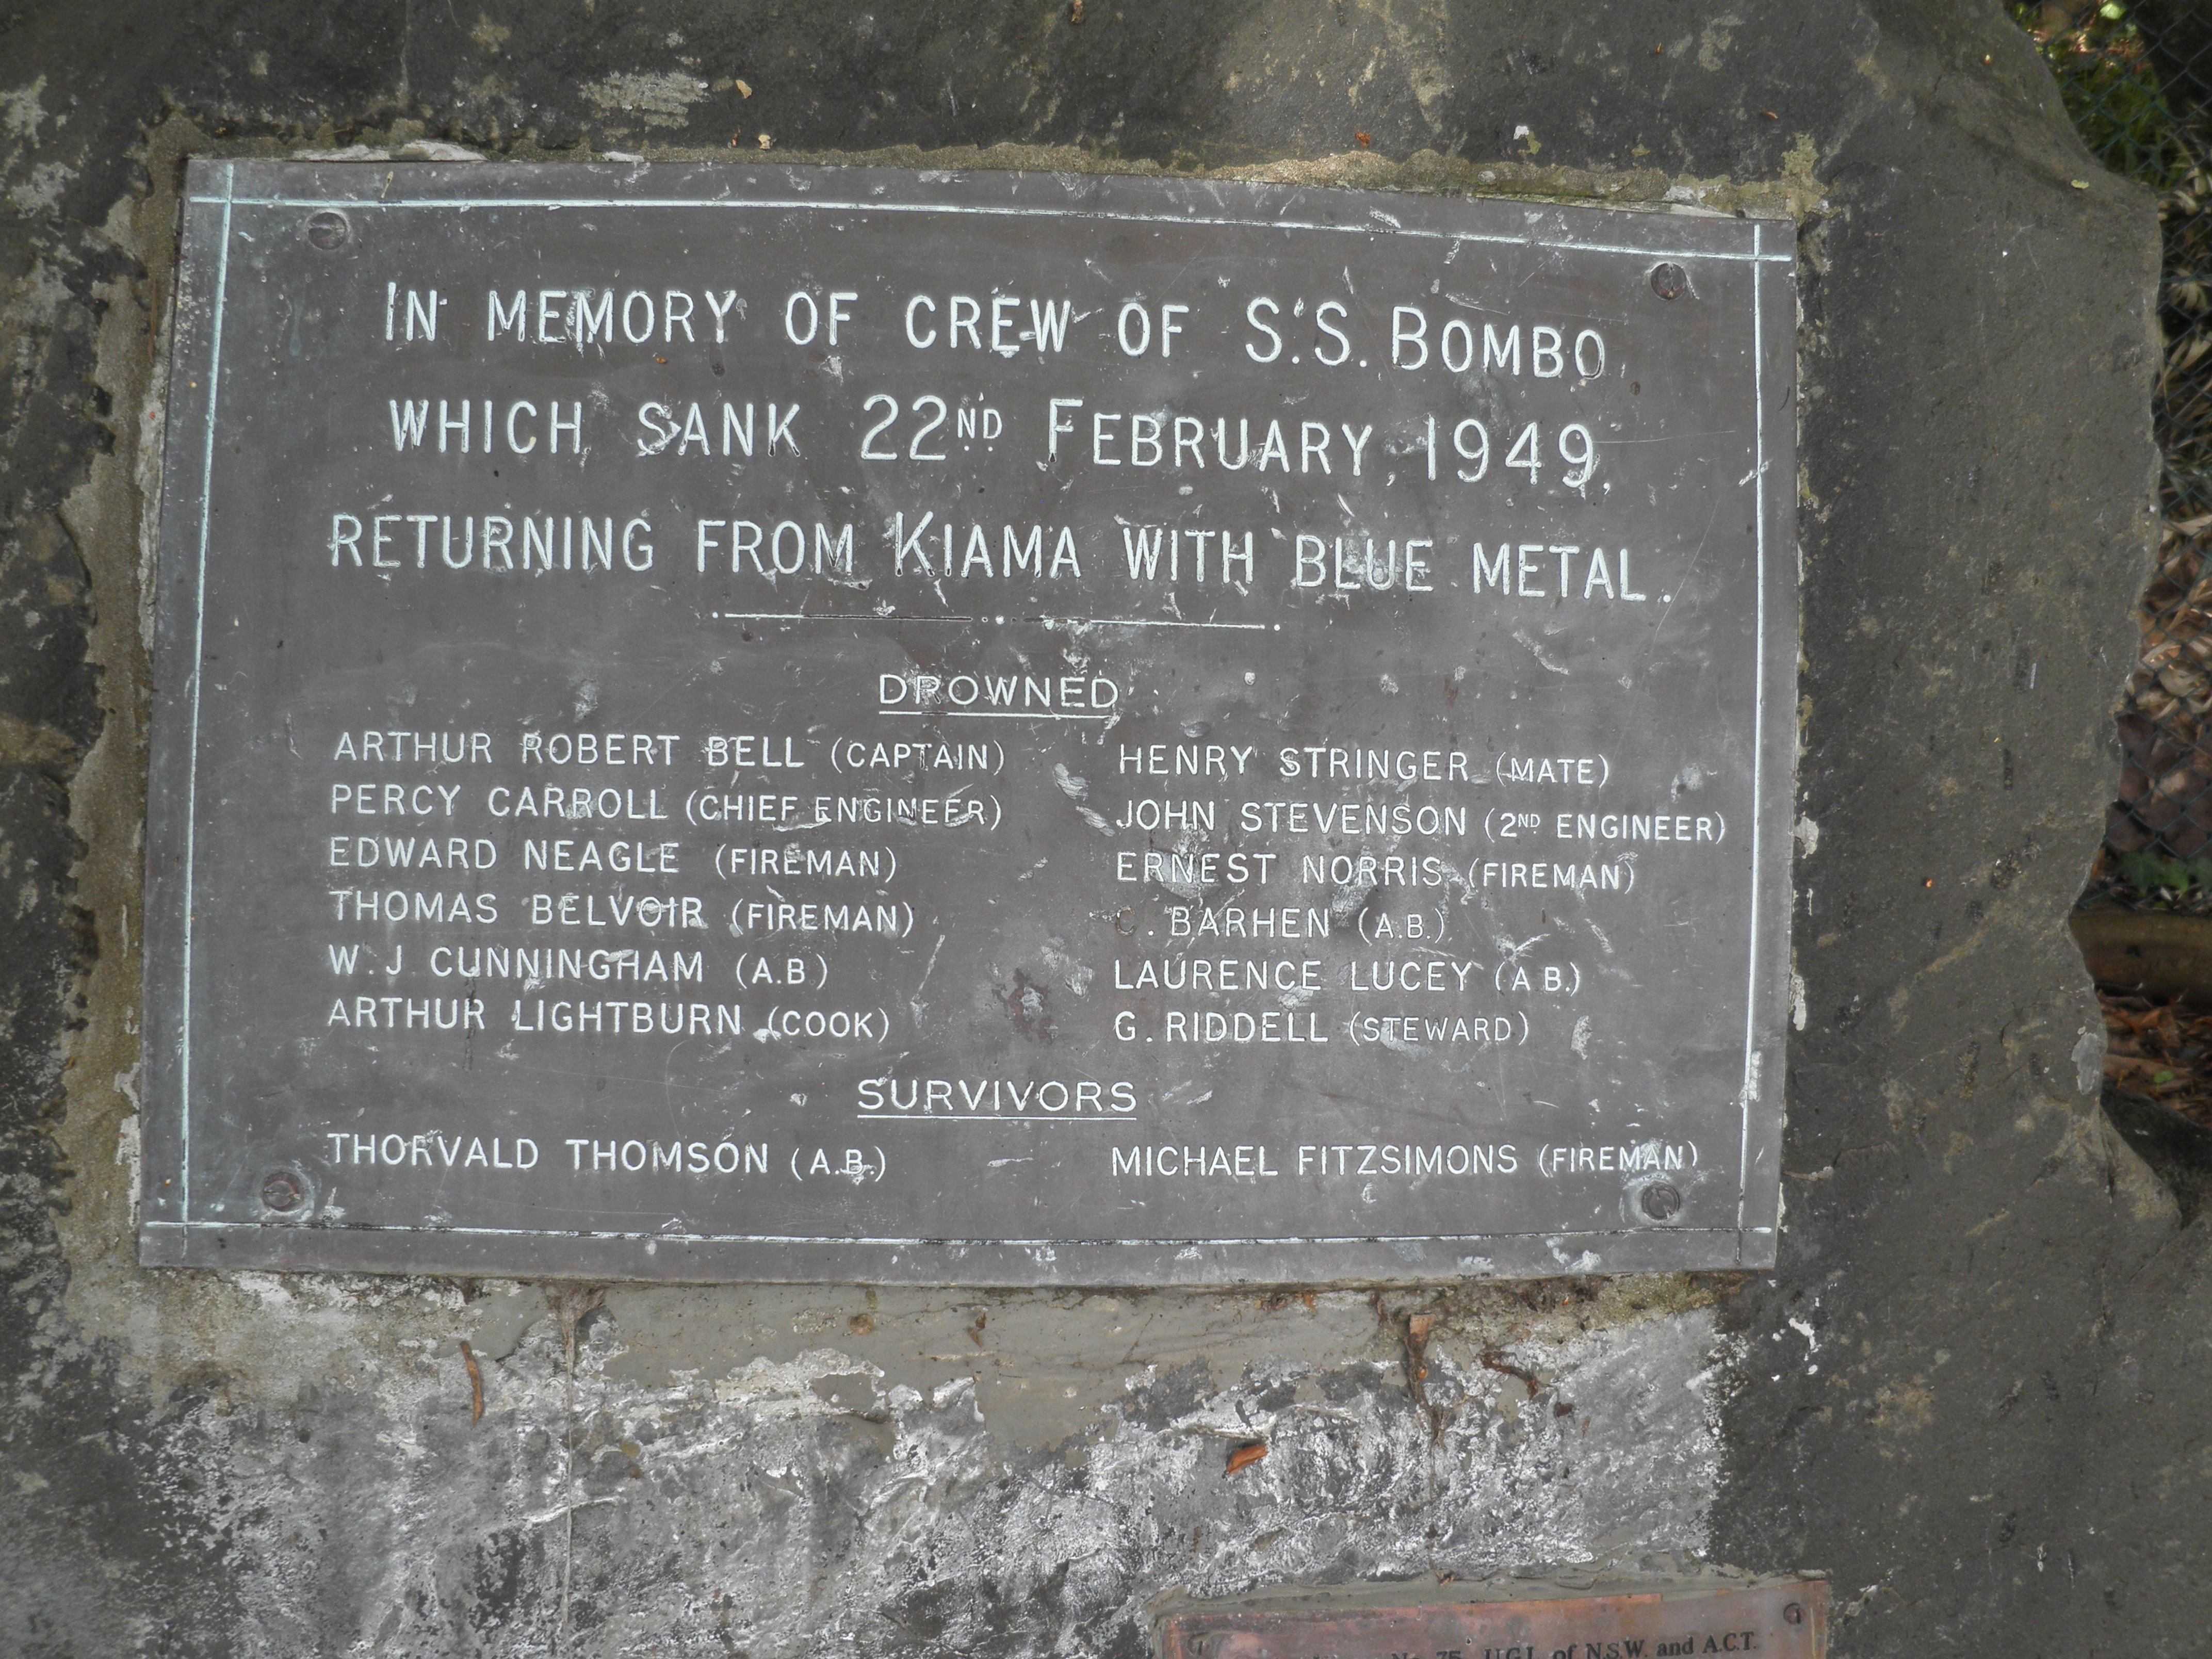 IN MEMORY OF CREW OF S.S. BOMBO
WHICH SANK 22ND FEBRUARY 1949.
RETURNING FROM KIAMA WITH BLUE METAL.
DROWNED
ARTHUR ROBERT BELL (CAPTAIN) HENRY STRINGER (MATE)
PERCY CARROLL (CHIEF ENGINEER) JOHN STEVENSON (2ND ENGINEER)
EDWARD NEAGLE (FIREMAN) ERNEST NORRIS (FIREMAN)
THOMAS BELVOIR (FIREMAN) C. BARHEN (A.B.)
W.J CUNNINGHAM (A.B) LAURENCE LUCEY (A B.)
ARTHUR LIGHTBURN (COOK) G. RIDDELL (STEWARD)
SURVIVORS
THORVALD THOMSON (A.B.) MICHAEL FITZSIMONS (FIREMAN)
No 75 U.G.L. of N.S.W. and A.C.T.